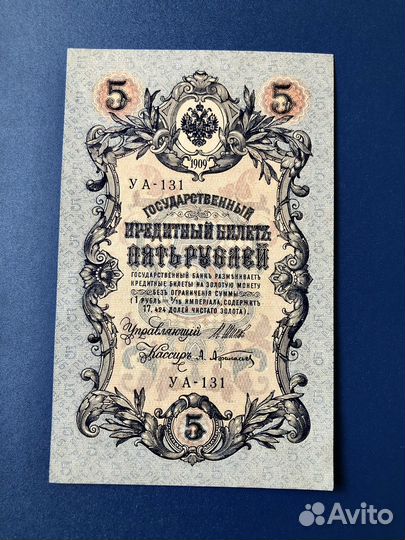 5 5
1909
УА-131
ГОСУДАРСТВЕННЫЙ
КРЕДИТНЫЙ БИЛЕТЪ
ПЯТЬ РУБЛЕЙ
ГОСУДАРСТВЕННЫЙ БАНКЪ РАЗМѢНИВАЕТЪ
КРЕДИТНЫЕ БИЛЕТЫ НА ЗОЛОТУЮ МОНЕТУ
БЕЗЪ ОГРАНИЧЕНІЯ СУММЫ
(1 РУБЛЬ = 1/15 ИМПЕРІАЛА, СОДЕРЖИТЪ
17,424 ДОЛЕЙ ЧИСТАГО ЗОЛОТА).
Управляющій
Кассиръ
УА-131
5
Avito